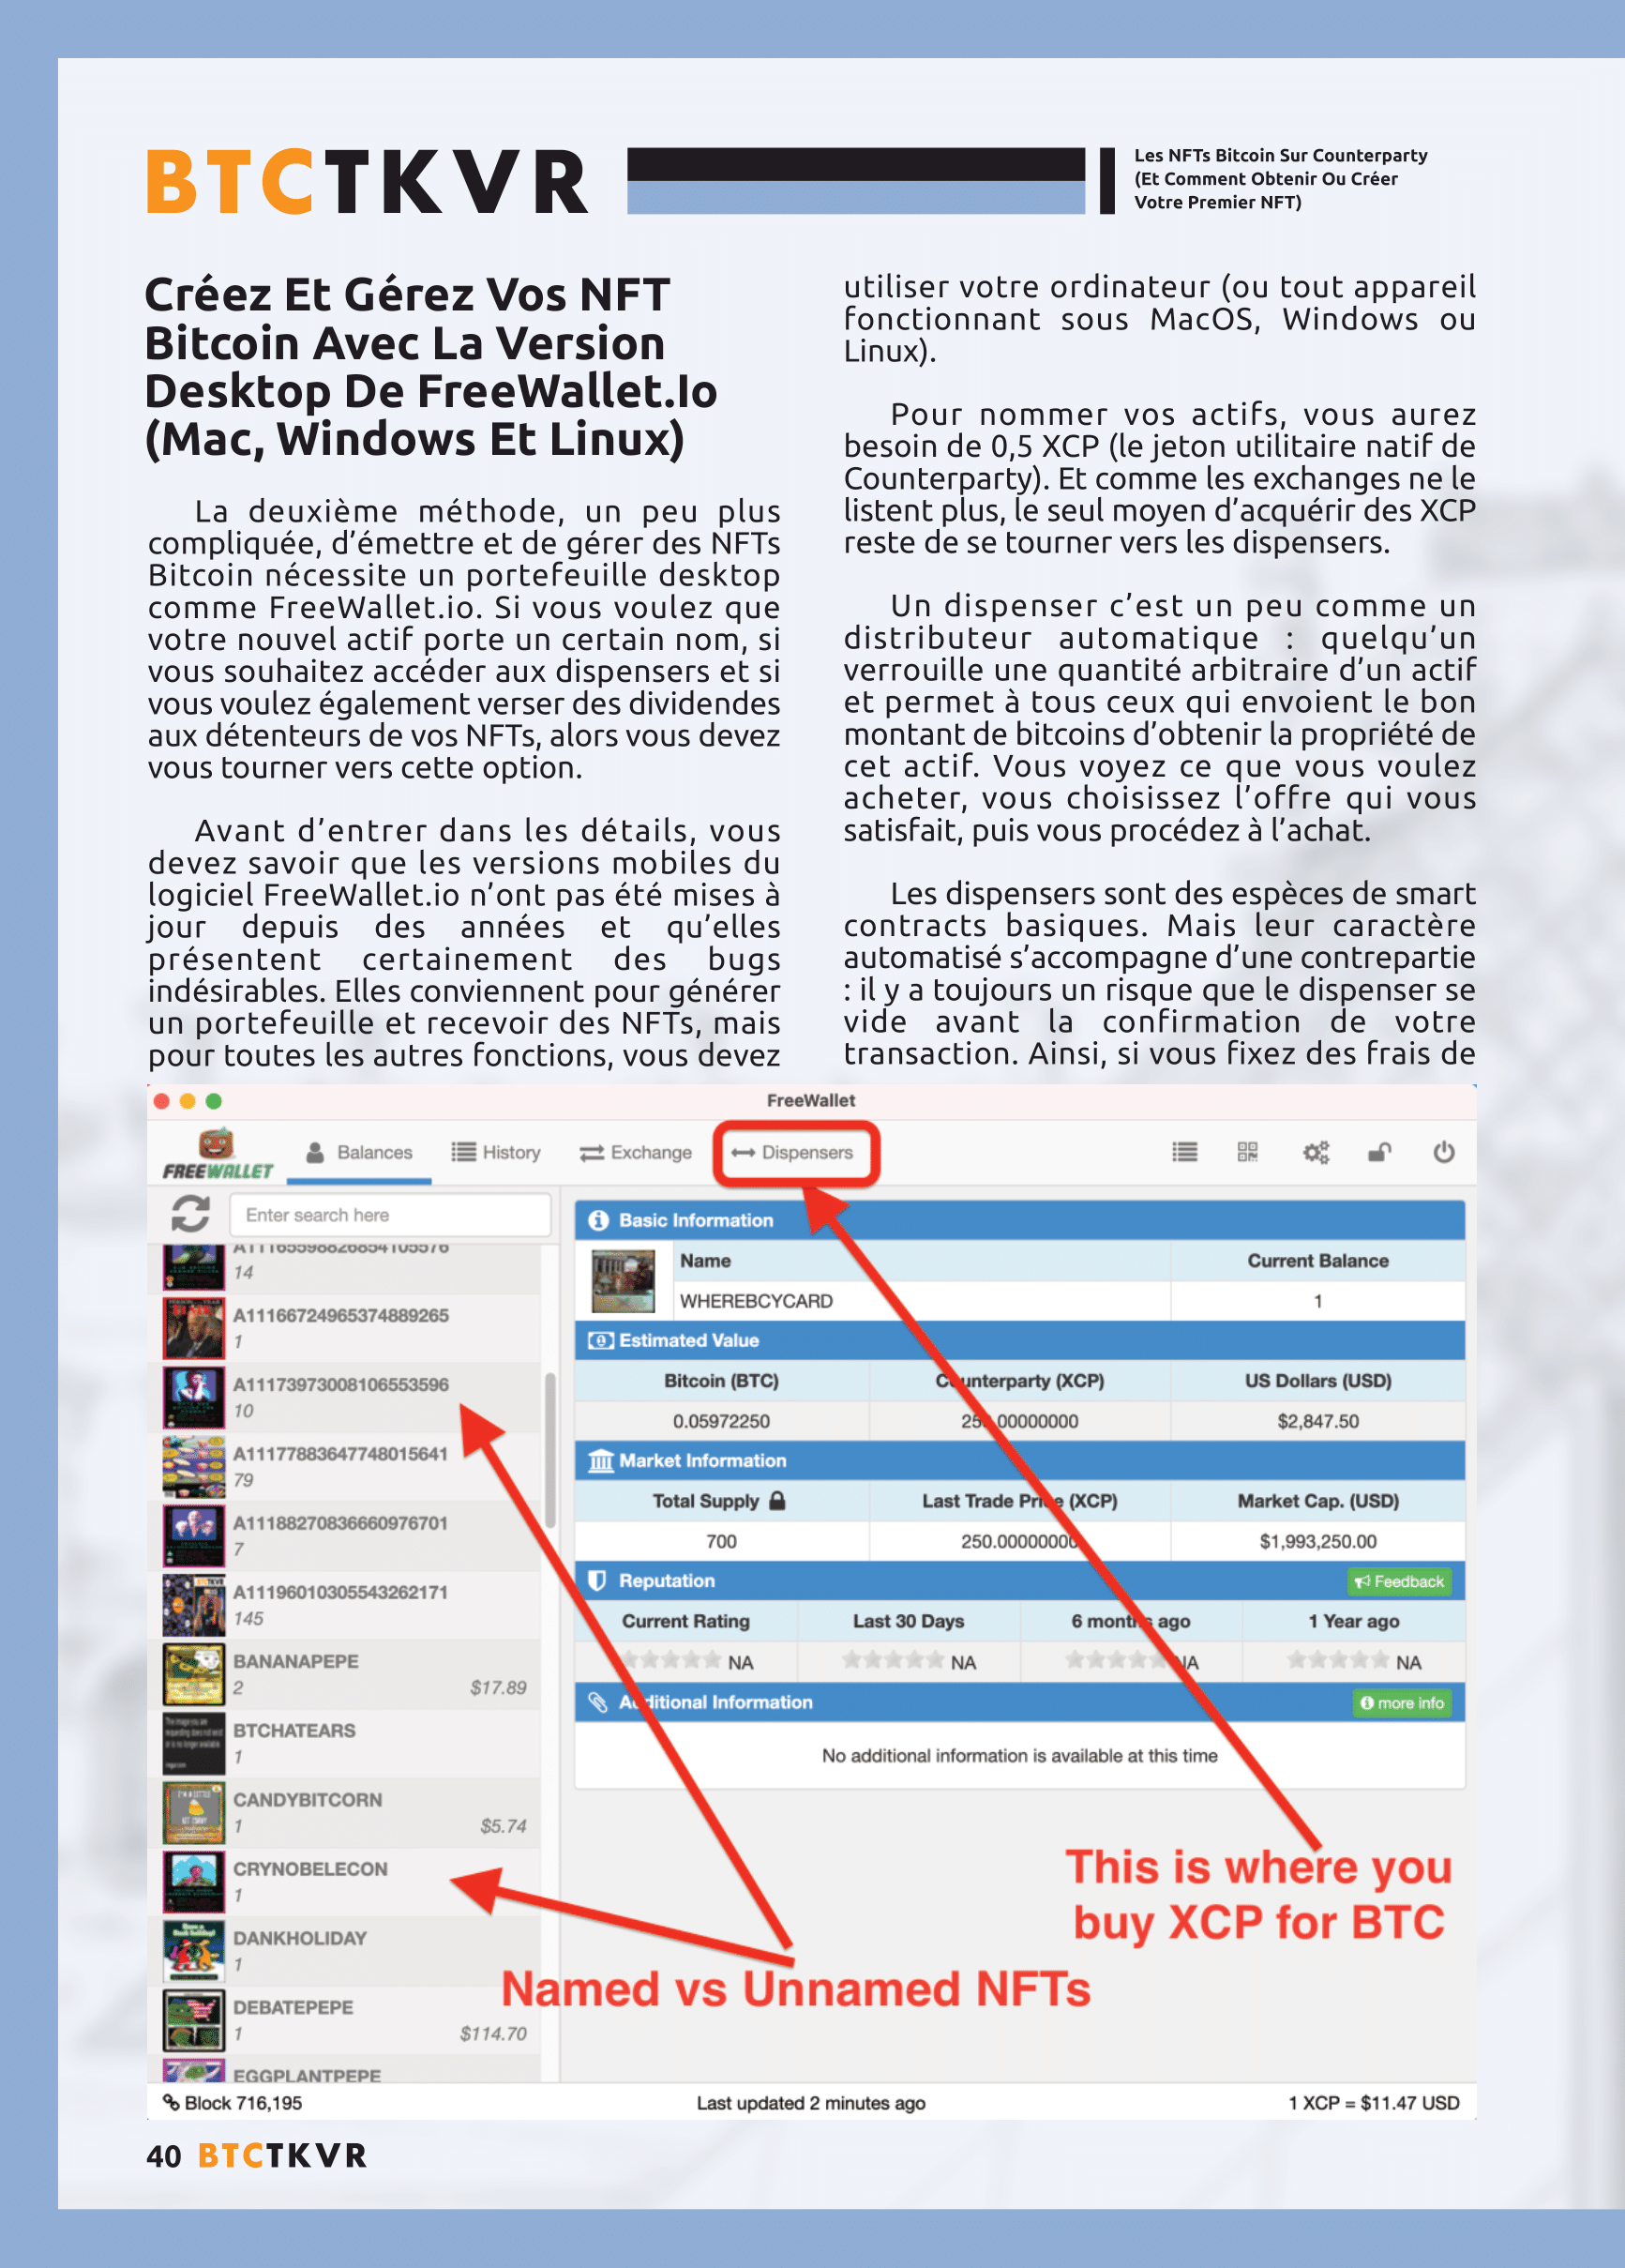 BTCTKVR
Les NFTs Bitcoin Sur Counterparty
(Et Comment Obtenir Ou Créer
Votre Premier NFT)
Créez Et Gérez Vos NFT
Bitcoin Avec La Version
Desktop De FreeWallet.Io
(Mac, Windows Et Linux)
La deuxième méthode, un peu plus
compliquée, d’émettre et de gérer des NFTs
Bitcoin nécessite un portefeuille desktop
comme FreeWallet.io. Si vous voulez que
votre nouvel actif porte un certain nom, si
vous souhaitez accéder aux dispensers et si
vous voulez également verser des dividendes
aux détenteurs de vos NFTs, alors vous devez
vous tourner vers cette option.
Avant d’entrer dans les détails, vous
devez savoir que les versions mobiles du
logiciel FreeWallet.io n’ont pas été mises à
jour depuis des années et qu’elles
présentent certainement des bugs
indésirables. Elles conviennent pour générer
un portefeuille et recevoir des NFTs, mais
pour toutes les autres fonctions, vous devez
utiliser votre ordinateur (ou tout appareil
fonctionnant sous MacOS, Windows ou
Linux).
Pour nommer vos actifs, vous aurez
besoin de 0,5 XCP (le jeton utilitaire natif de
Counterparty). Et comme les exchanges ne le
listent plus, le seul moyen d’acquérir des XCP
reste de se tourner vers les dispensers.
Un dispenser c’est un peu comme un
distributeur automatique : quelqu’un
verrouille une quantité arbitraire d’un actif
et permet à tous ceux qui envoient le bon
montant de bitcoins d’obtenir la propriété de
cet actif. Vous voyez ce que vous voulez
acheter, vous choisissez l’offre qui vous
satisfait, puis vous procédez à l’achat.
Les dispensers sont des espèces de smart
contracts basiques. Mais leur caractère
automatisé s’accompagne d’une contrepartie
: il y a toujours un risque que le dispenser se
vide avant la confirmation de votre
transaction. Ainsi, si vous fixez des frais de
FreeWallet
FREEWALLET
Balances
History
Exchange
Dispensers
Enter search here
A11165598826854105576
14
A11166724965374889265
1
A11173973008106553596
10
A11177883647748015641
79
A11188270836660976701
7
A11196010305543262171
145
BANANAPEPE
2 $17.89
BTCHATEARS
1
CANDYBITCORN
1 $5.74
CRYNOBELECON
1
DANKHOLIDAY
1
DEBATEPEPE
1 $114.70
EGGPLANTPEPE
Basic Information
Name Current Balance
WHEREBCYCARD 1
Estimated Value
Bitcoin (BTC) Counterparty (XCP) US Dollars (USD)
0.05972250 250.00000000 $2,847.50
Market Information
Total Supply Last Trade Price (XCP) Market Cap. (USD)
700 250.00000000 $1,993,250.00
Reputation Feedback
Current Rating Last 30 Days 6 months ago 1 Year ago
NA NA NA NA
Additional Information more info
No additional information is available at this time
This is where you
buy XCP for BTC
Named vs Unnamed NFTs
Block 716,195 Last updated 2 minutes ago 1 XCP = $11.47 USD
40 BTCTKVR